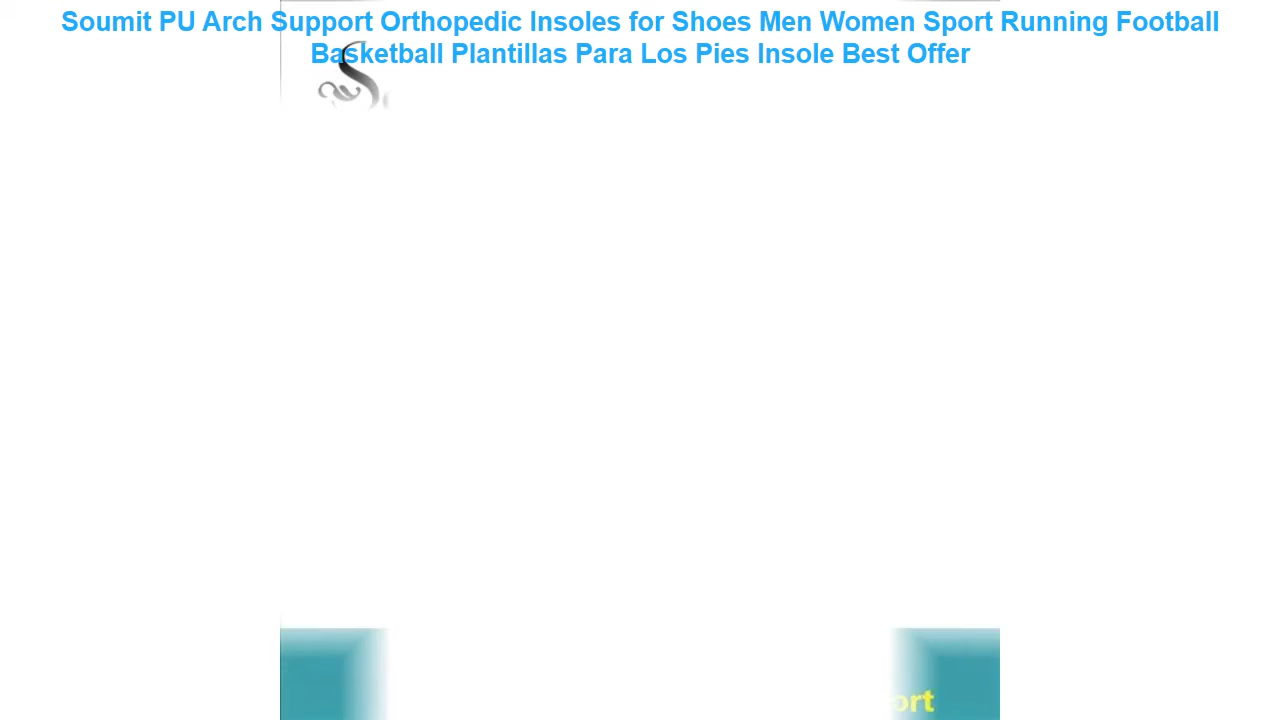 Soumit PU Arch Support Orthopedic Insoles for Shoes Men Women Sport Running Football
Basketball Plantillas Para Los Pies Insole Best Offer
ort